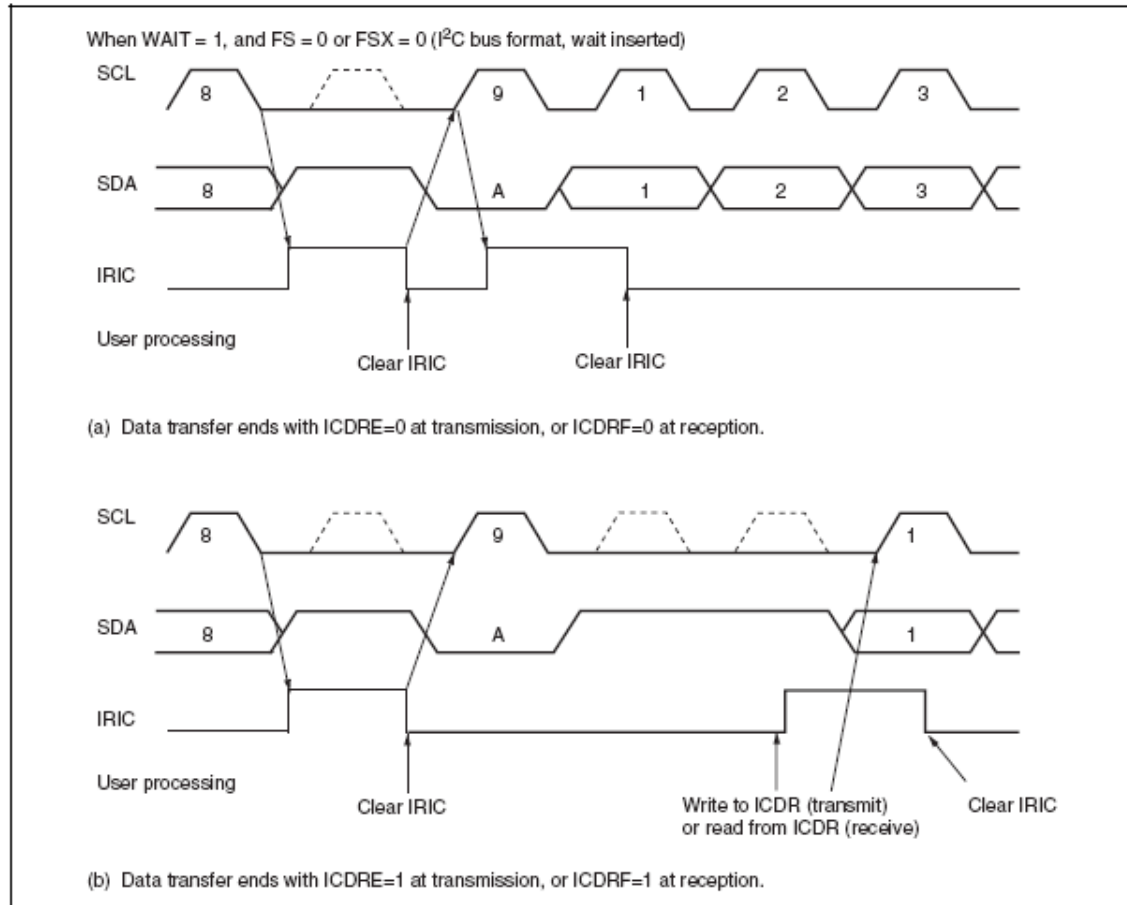 When WAIT = 1, and FS = 0 or FSX = 0 (I²C bus format, wait inserted)
SCL
8 9 1 2 3
SDA
8 A 1 2 3
IRIC
User processing
Clear IRIC Clear IRIC
(a) Data transfer ends with ICDRE=0 at transmission, or ICDRF=0 at reception.
SCL
8 9 1
SDA
8 A 1
IRIC
User processing
Clear IRIC Write to ICDR (transmit) Clear IRIC
or read from ICDR (receive)
(b) Data transfer ends with ICDRE=1 at transmission, or ICDRF=1 at reception.